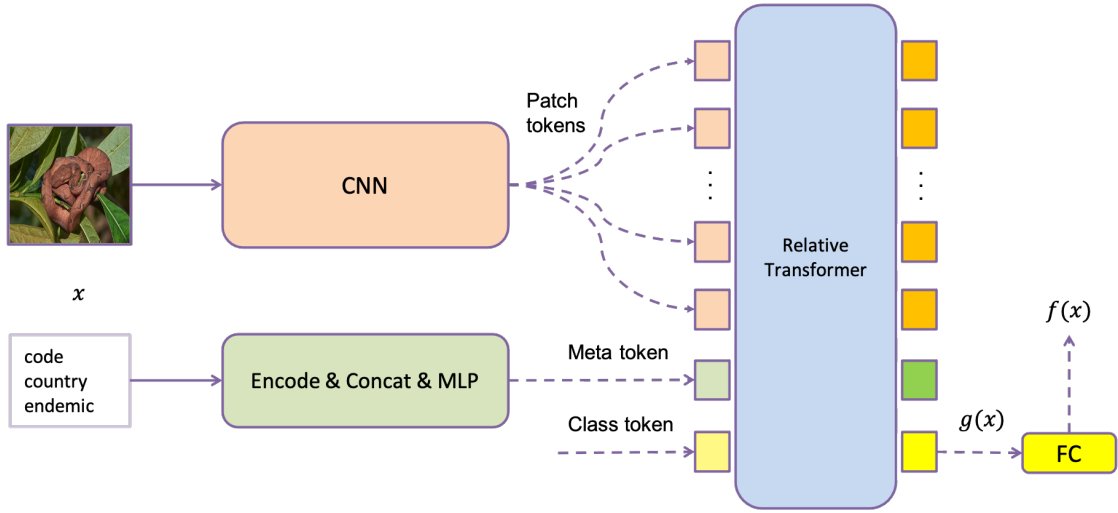 Patch
tokens
CNN
⋮ ⋮
Relative
Transformer
x
code
country
endemic
Encode & Concat & MLP
Meta token
Class token
f(x)
g(x)
FC